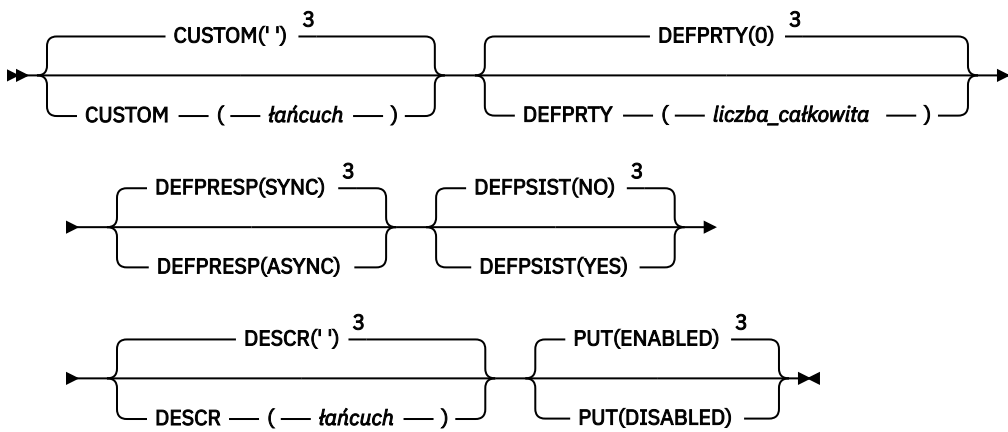 CUSTOM(' ') 3 DEFPRTY(0) 3
CUSTOM ( łańcuch ) DEFPRTY ( liczba_całkowita )
DEFPRESP(SYNC) 3 DEFPSIST(NO) 3
DEFPRESP(ASYNC) DEFPSIST(YES)
DESCR(' ') 3 PUT(ENABLED) 3
DESCR ( łańcuch ) PUT(DISABLED)